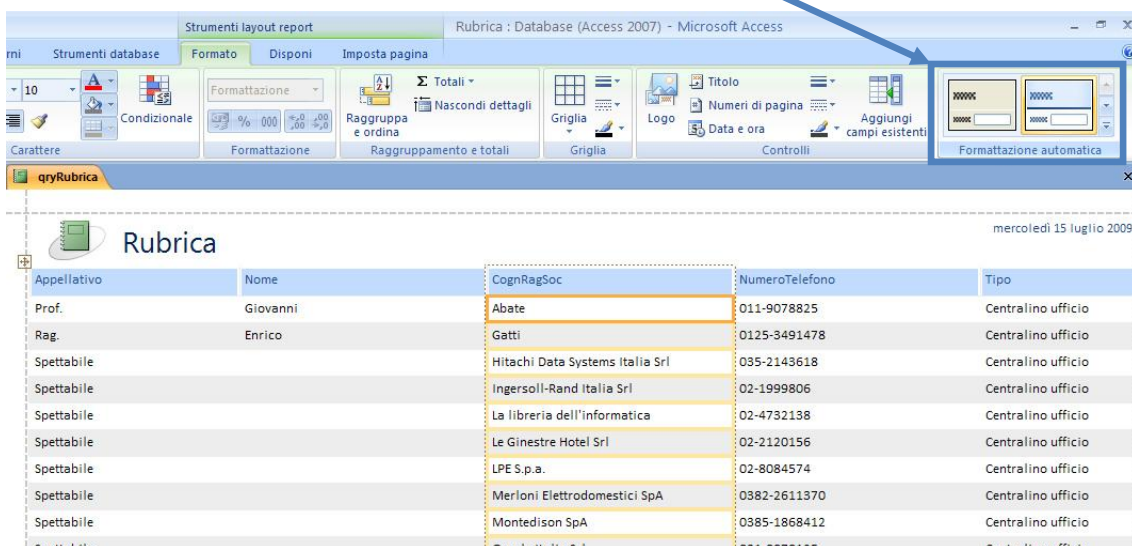 Strumenti layout report Rubrica : Database (Access 2007) - Microsoft Access
rni Strumenti database Formato Disponi Imposta pagina
10 A Formattazione Σ Totali Titolo xxxxx xxxxx
Condizionale % 000 Raggruppa e ordina Nascondi dettagli Griglia Logo Numeri di pagina Aggiungi campi esistenti xxxxx xxxxx
Data e ora
Carattere Formattazione Raggruppamento e totali Griglia Controlli Formattazione automatica
qryRubrica
Rubrica mercoledì 15 luglio 2009
Appellativo Nome CognRagSoc NumeroTelefono Tipo
Prof. Giovanni Abate 011-9078825 Centralino ufficio
Rag. Enrico Gatti 0125-3491478 Centralino ufficio
Spettabile Hitachi Data Systems Italia Srl 035-2143618 Centralino ufficio
Spettabile Ingersoll-Rand Italia Srl 02-1999806 Centralino ufficio
Spettabile La libreria dell'informatica 02-4732138 Centralino ufficio
Spettabile Le Ginestre Hotel Srl 02-2120156 Centralino ufficio
Spettabile LPE S.p.a. 02-8084574 Centralino ufficio
Spettabile Merloni Elettrodomestici SpA 0382-2611370 Centralino ufficio
Spettabile Montedison SpA 0385-1868412 Centralino ufficio